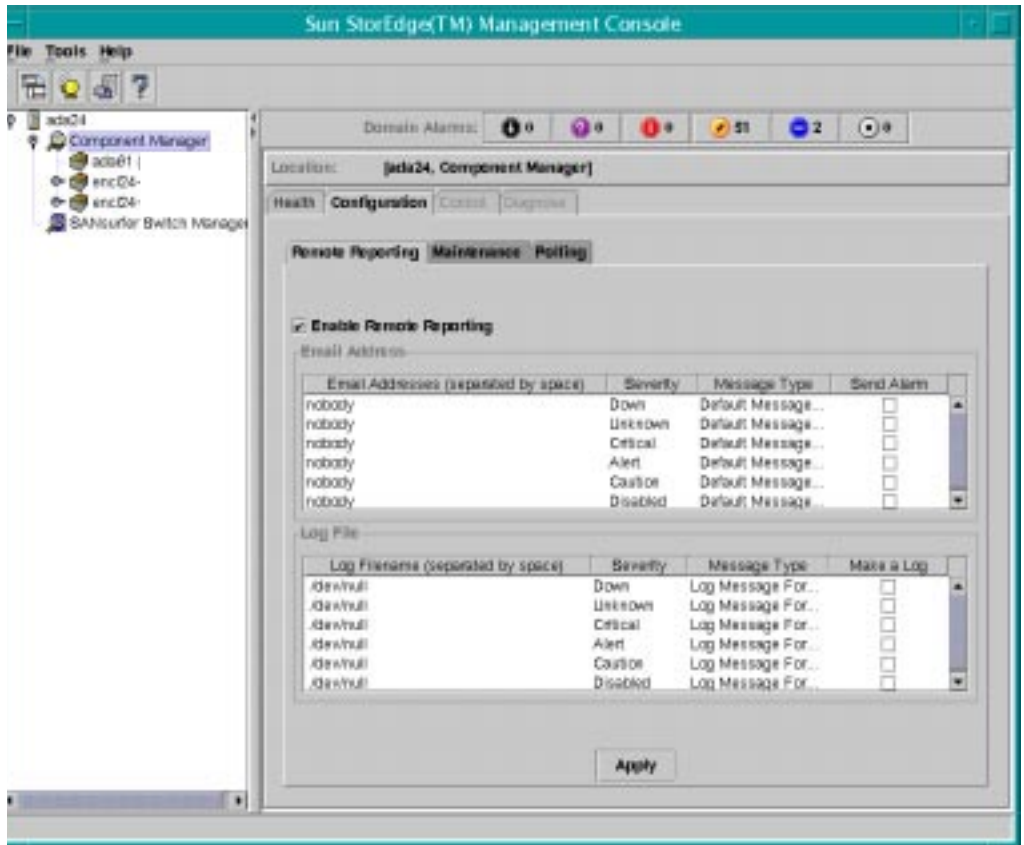 Sun StorEdge(TM) Management Console
File Tools Help
ada24
Component Manager
ada61 (
encl24-
encl24-
SANsurfer Switch Manager
Domain Alarms: 0 0 0 51 2 0
Location: [ada24, Component Manager]
Health Configuration Control Diagnose
Remote Reporting Maintenance Polling
Enable Remote Reporting
Email Address
Email Addresses (separated by space) Severity Message Type Send Alarm
nobody Down Default Message...
nobody Unknown Default Message...
nobody Critical Default Message...
nobody Alert Default Message...
nobody Caution Default Message...
nobody Disabled Default Message...
Log File
Log Filename (separated by space) Severity Message Type Make a Log
/dev/null Down Log Message For...
/dev/null Unknown Log Message For...
/dev/null Critical Log Message For...
/dev/null Alert Log Message For...
/dev/null Caution Log Message For...
/dev/null Disabled Log Message For...
Apply